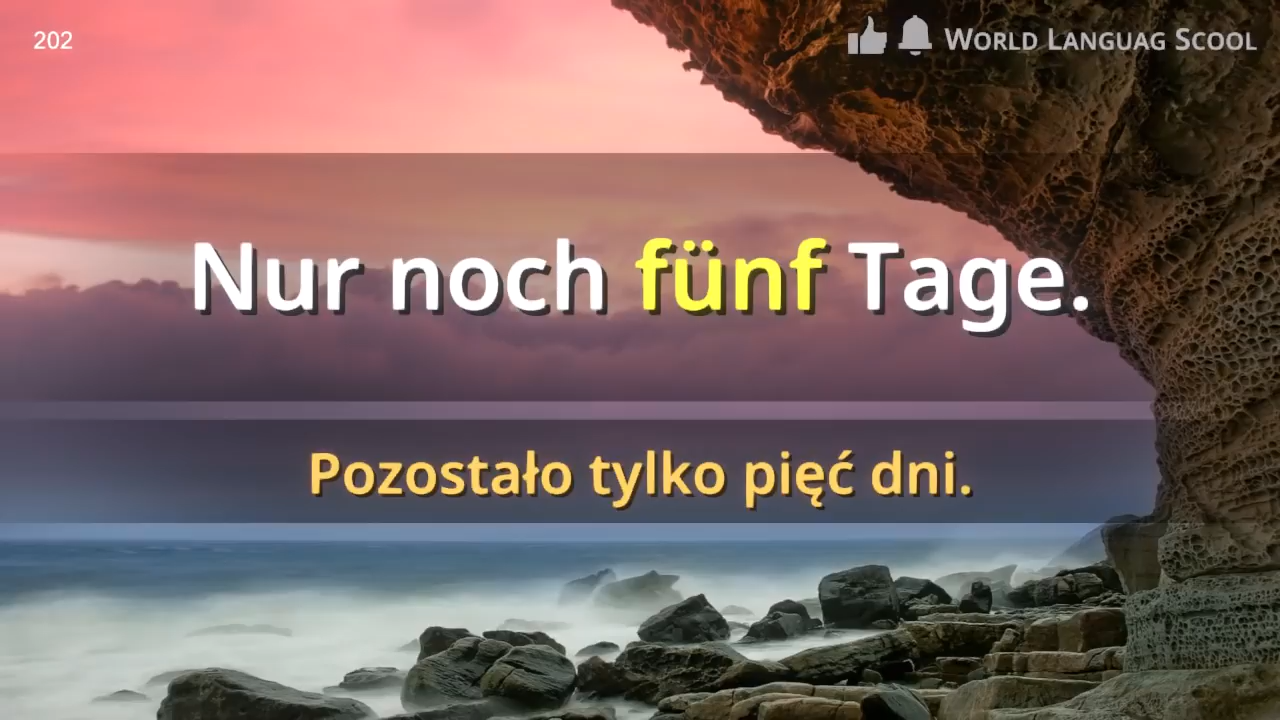 202
World Languag Scool
Nur noch fünf Tage.
Pozostało tylko pięć dni.